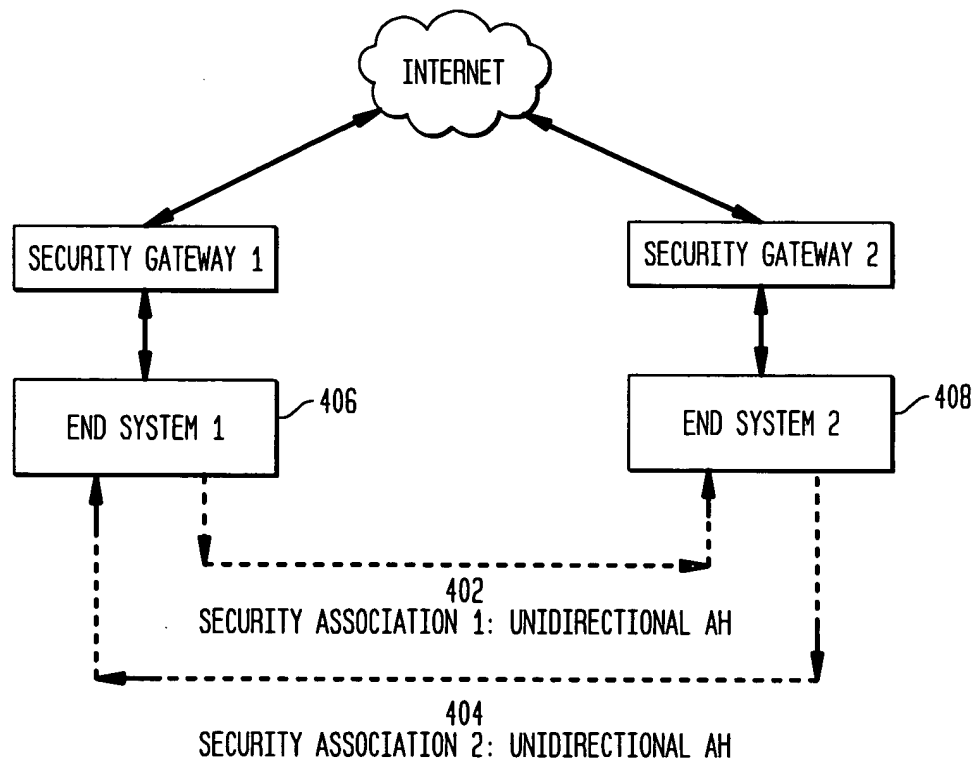 INTERNET
SECURITY GATEWAY 1
SECURITY GATEWAY 2
END SYSTEM 1
406
END SYSTEM 2
408
402
SECURITY ASSOCIATION 1: UNIDIRECTIONAL AH
404
SECURITY ASSOCIATION 2: UNIDIRECTIONAL AH